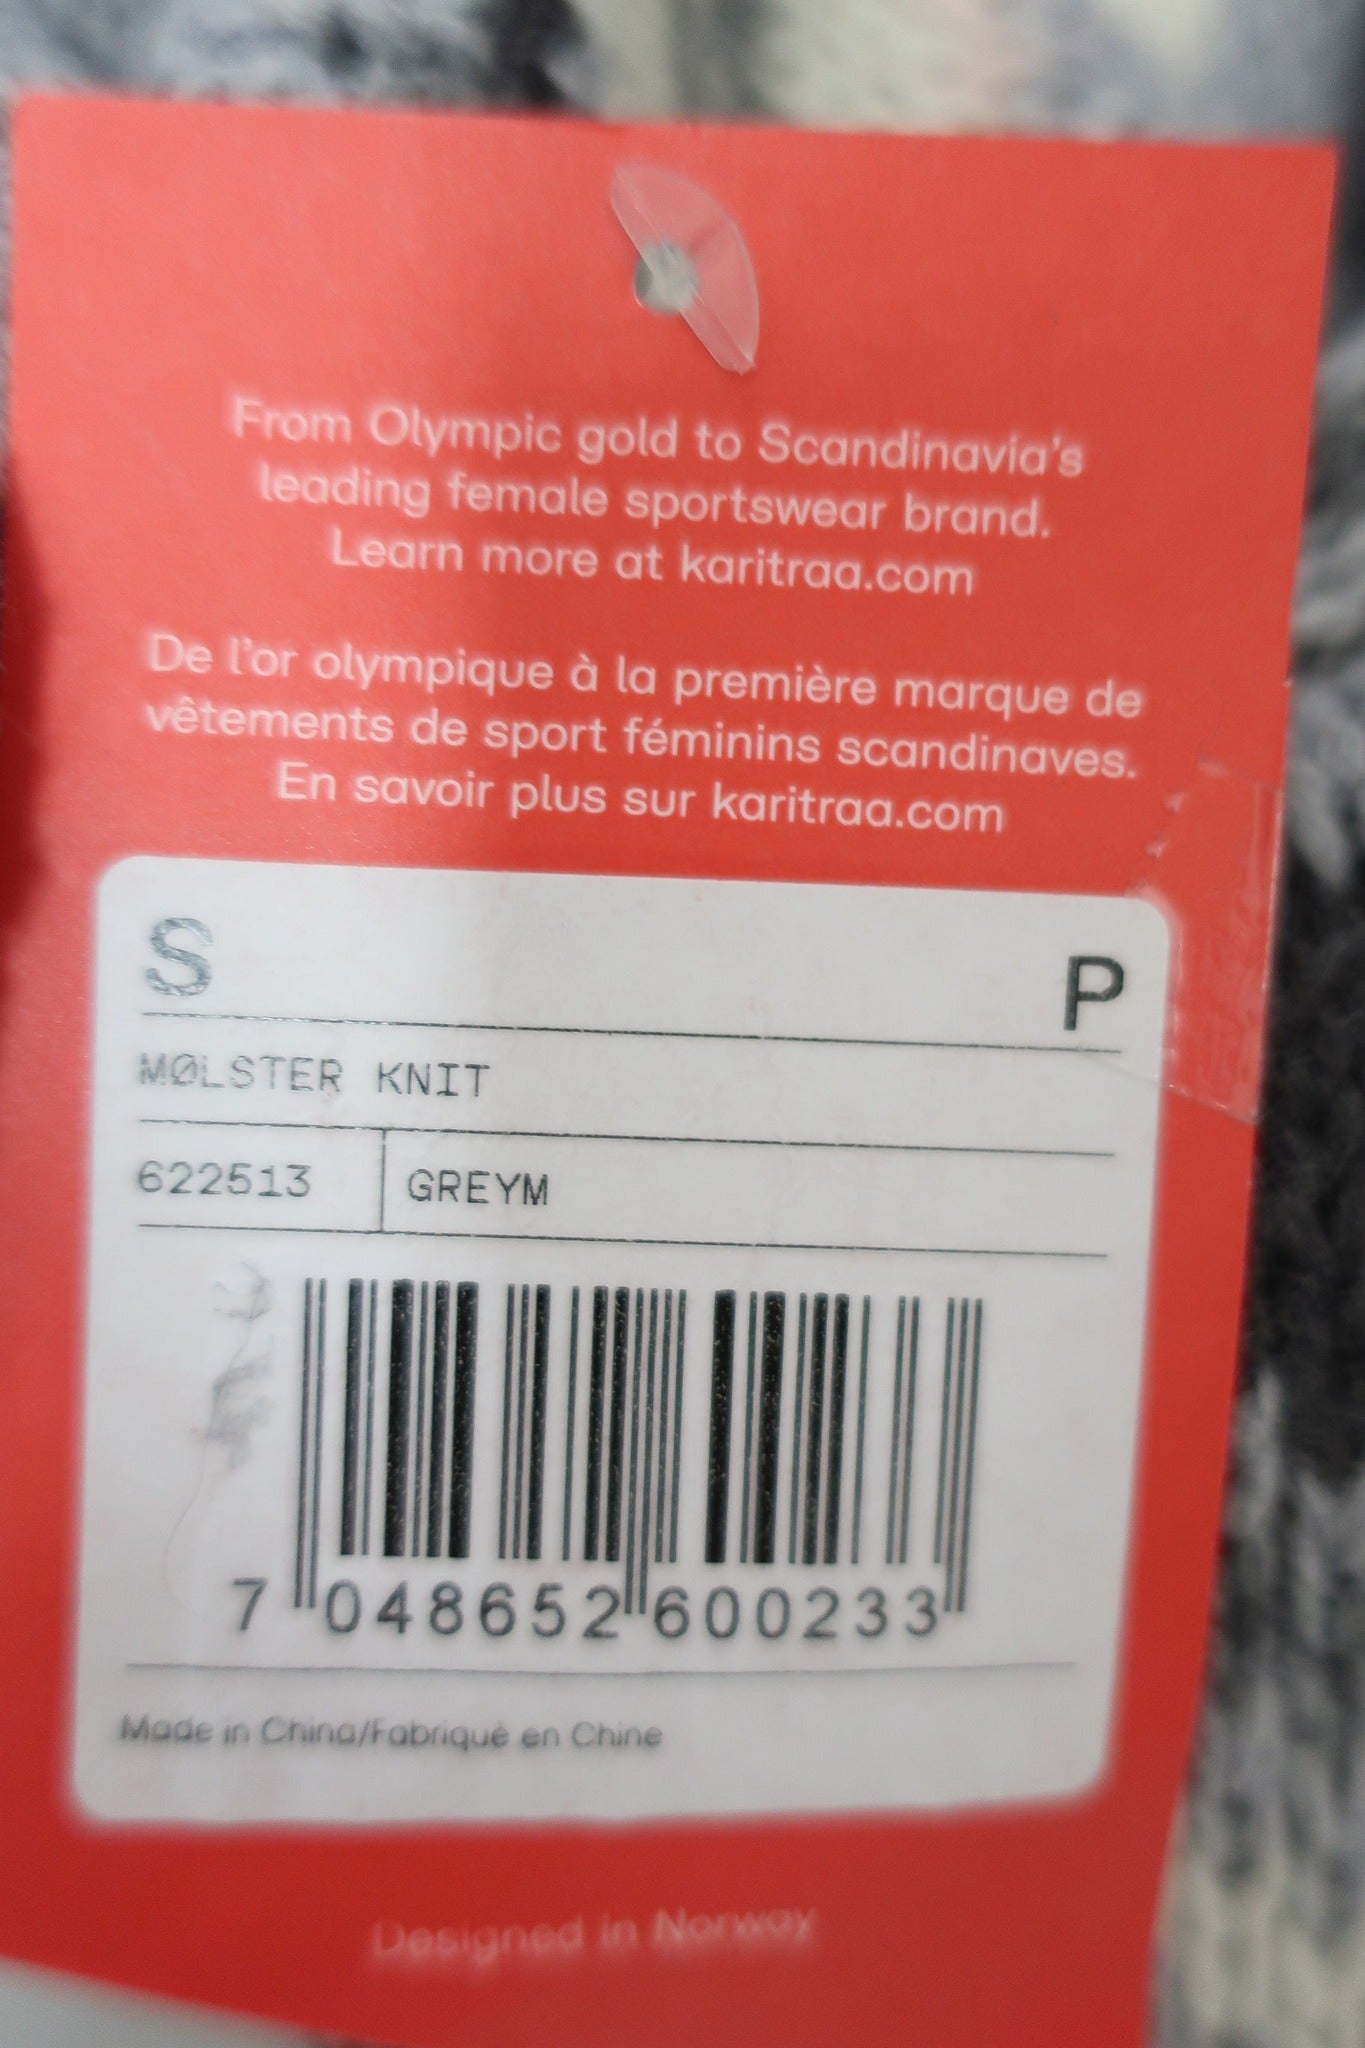 From Olympic gold to Scandinavia's
leading female sportswear brand.
Learn more at karitraa.com
De l'or olympique à la première marque de
vêtements de sport féminins scandinaves.
En savoir plus sur karitraa.com
S P
MØLSTER KNIT
622513 GREYM
7 048652 600233
Made in China/Fabriqué en Chine
Designed in Norway